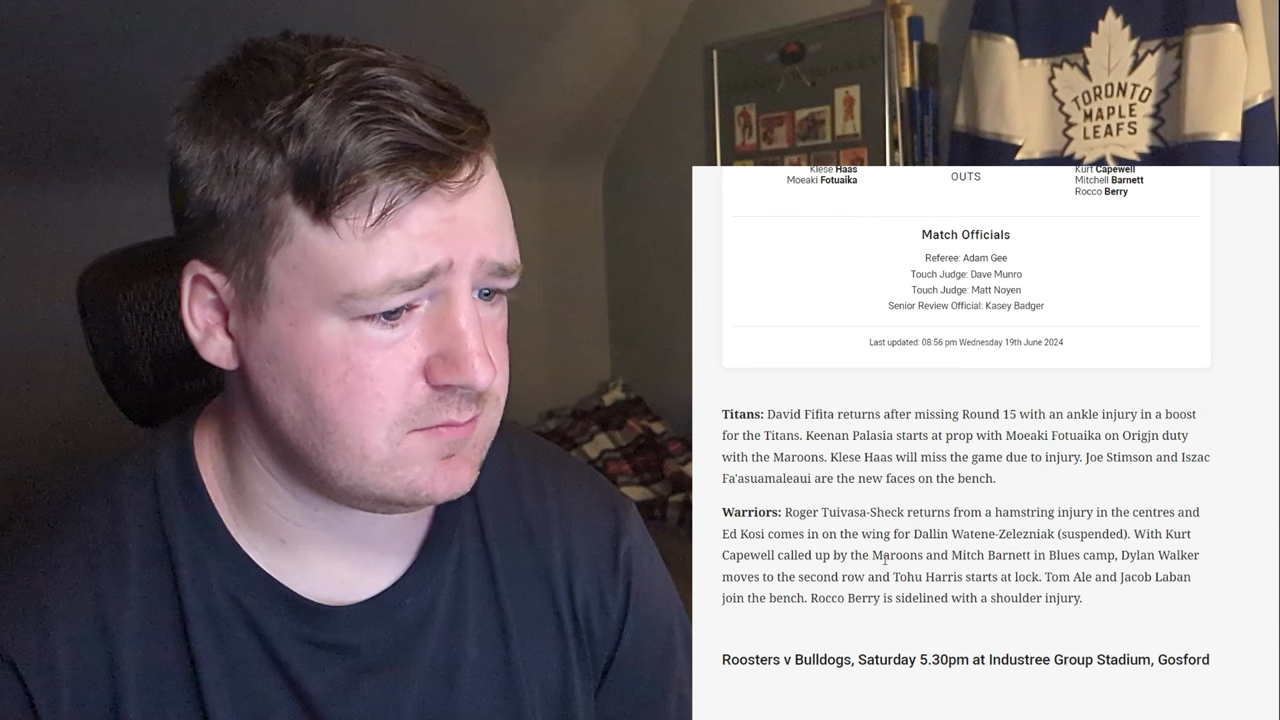 TORONTO
MAPLE
LEAFS
Klese Haas
Moeaki Fotuaika
OUTS
Kurt Capewell
Mitchell Barnett
Rocco Berry
Match Officials
Referee: Adam Gee
Touch Judge: Dave Munro
Touch Judge: Matt Noyen
Senior Review Official: Kasey Badger
Last updated: 08:56 pm Wednesday 19th June 2024
Titans: David Fifita returns after missing Round 15 with an ankle injury in a boost
for the Titans. Keenan Palasia starts at prop with Moeaki Fotuaika on Origjn duty
with the Maroons. Klese Haas will miss the game due to injury. Joe Stimson and Iszac
Fa'asuamaleaui are the new faces on the bench.
Warriors: Roger Tuivasa-Sheck returns from a hamstring injury in the centres and
Ed Kosi comes in on the wing for Dallin Watene-Zelezniak (suspended). With Kurt
Capewell called up by the Maroons and Mitch Barnett in Blues camp, Dylan Walker
moves to the second row and Tohu Harris starts at lock. Tom Ale and Jacob Laban
join the bench. Rocco Berry is sidelined with a shoulder injury.
Roosters v Bulldogs, Saturday 5.30pm at Industree Group Stadium, Gosford